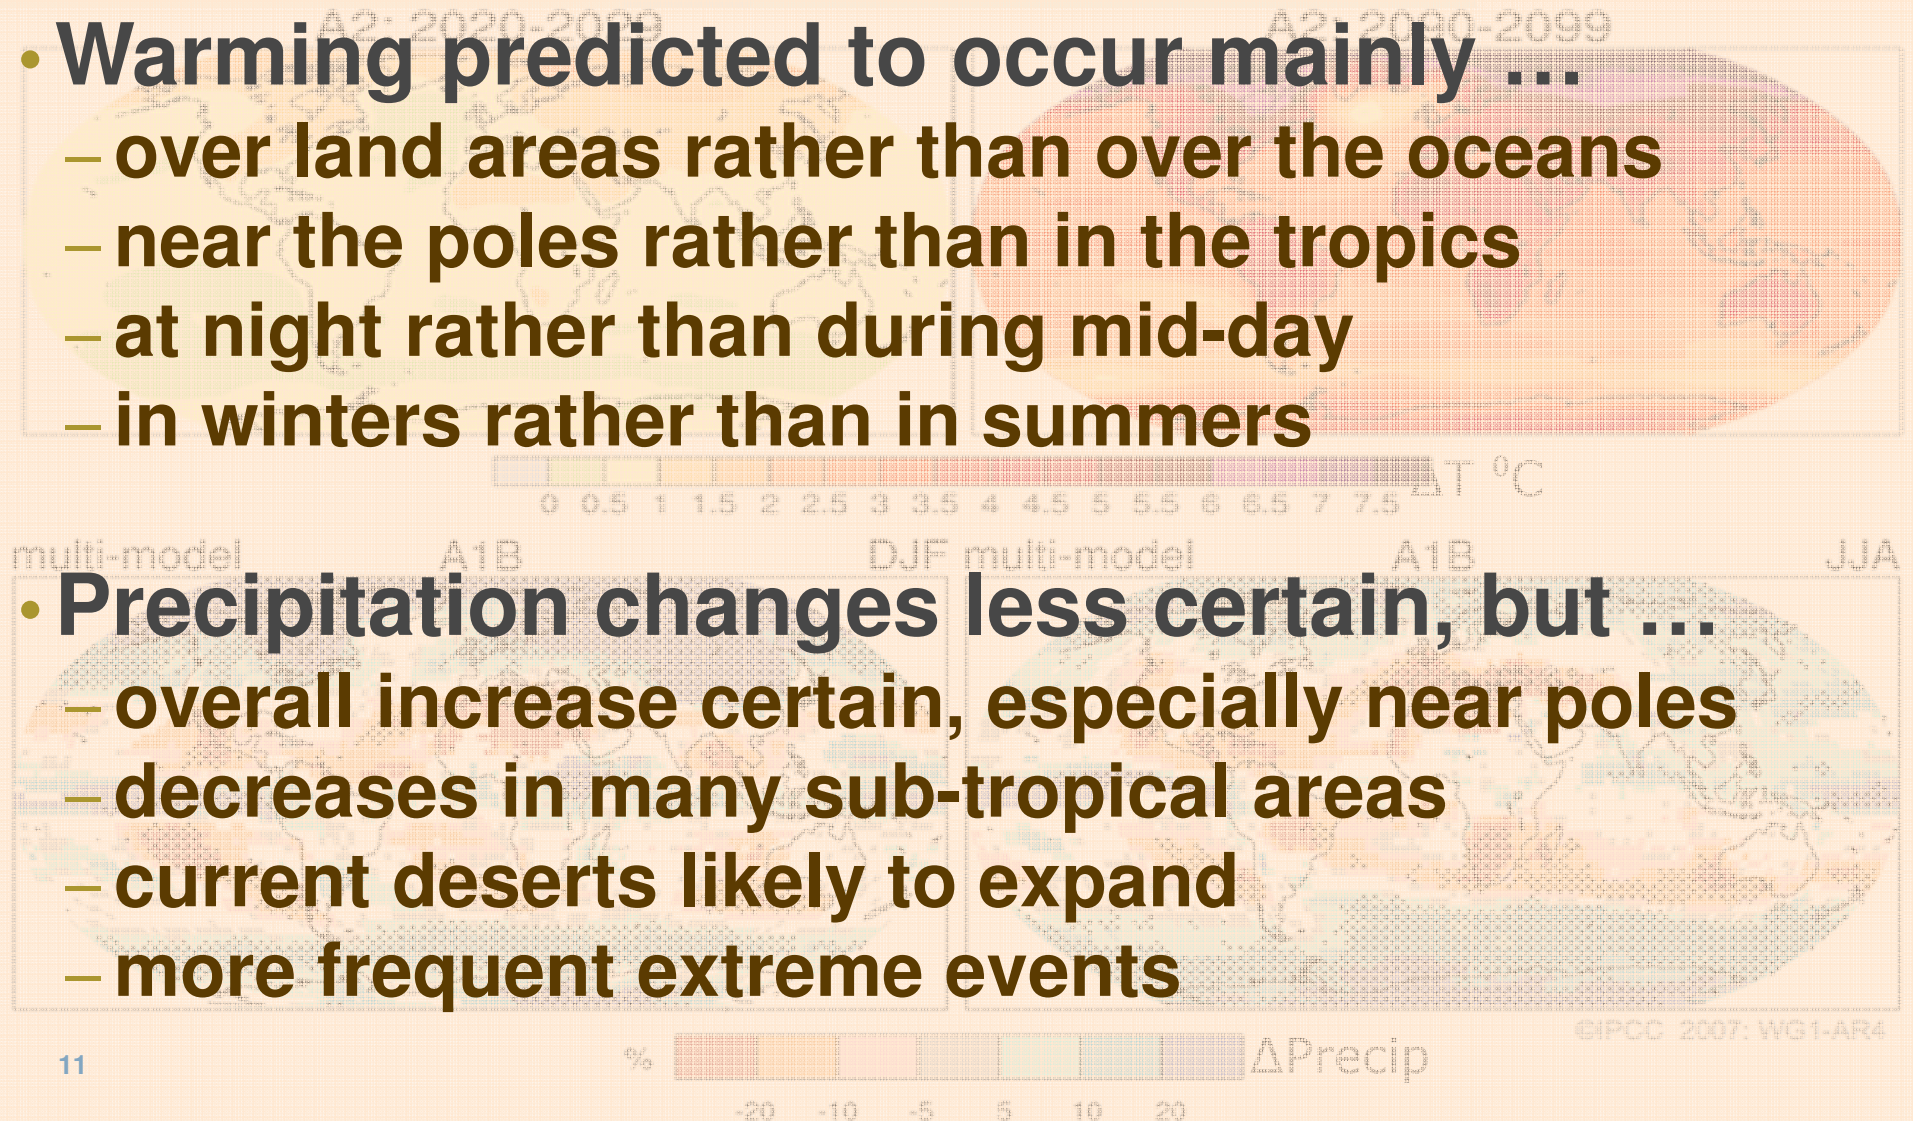 A2: 2020-2029 A2: 2090-2099
• Warming predicted to occur mainly …
– over land areas rather than over the oceans
– near the poles rather than in the tropics
– at night rather than during mid-day
– in winters rather than in summers
ΔT ⁰C
0 0.5 1 1.5 2 2.5 3 3.5 4 4.5 5 5.5 6 6.5 7 7.5
multi-model A1B DJF multi-model A1B JJA
• Precipitation changes less certain, but …
– overall increase certain, especially near poles
– decreases in many sub-tropical areas
– current deserts likely to expand
– more frequent extreme events
©IPCC 2007: WG1-AR4
11
% ΔPrecip
-20 -10 -5 5 10 20